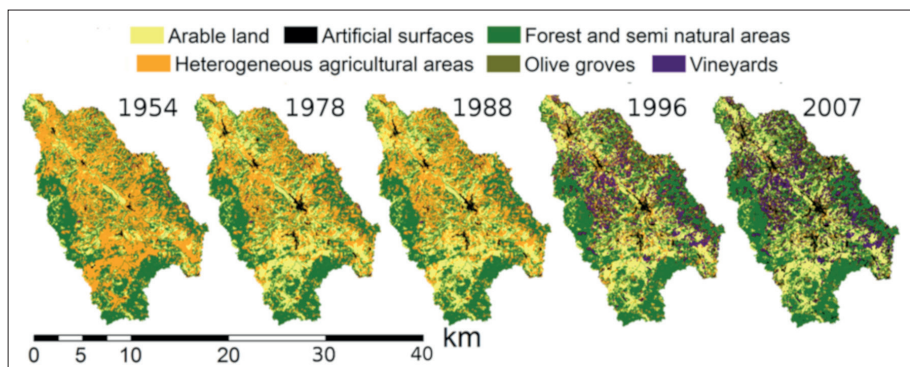 Arable land Artificial surfaces Forest and semi natural areas
Heterogeneous agricultural areas Olive groves Vineyards
1954 1978 1988 1996 2007
km
0 5 10 20 30 40